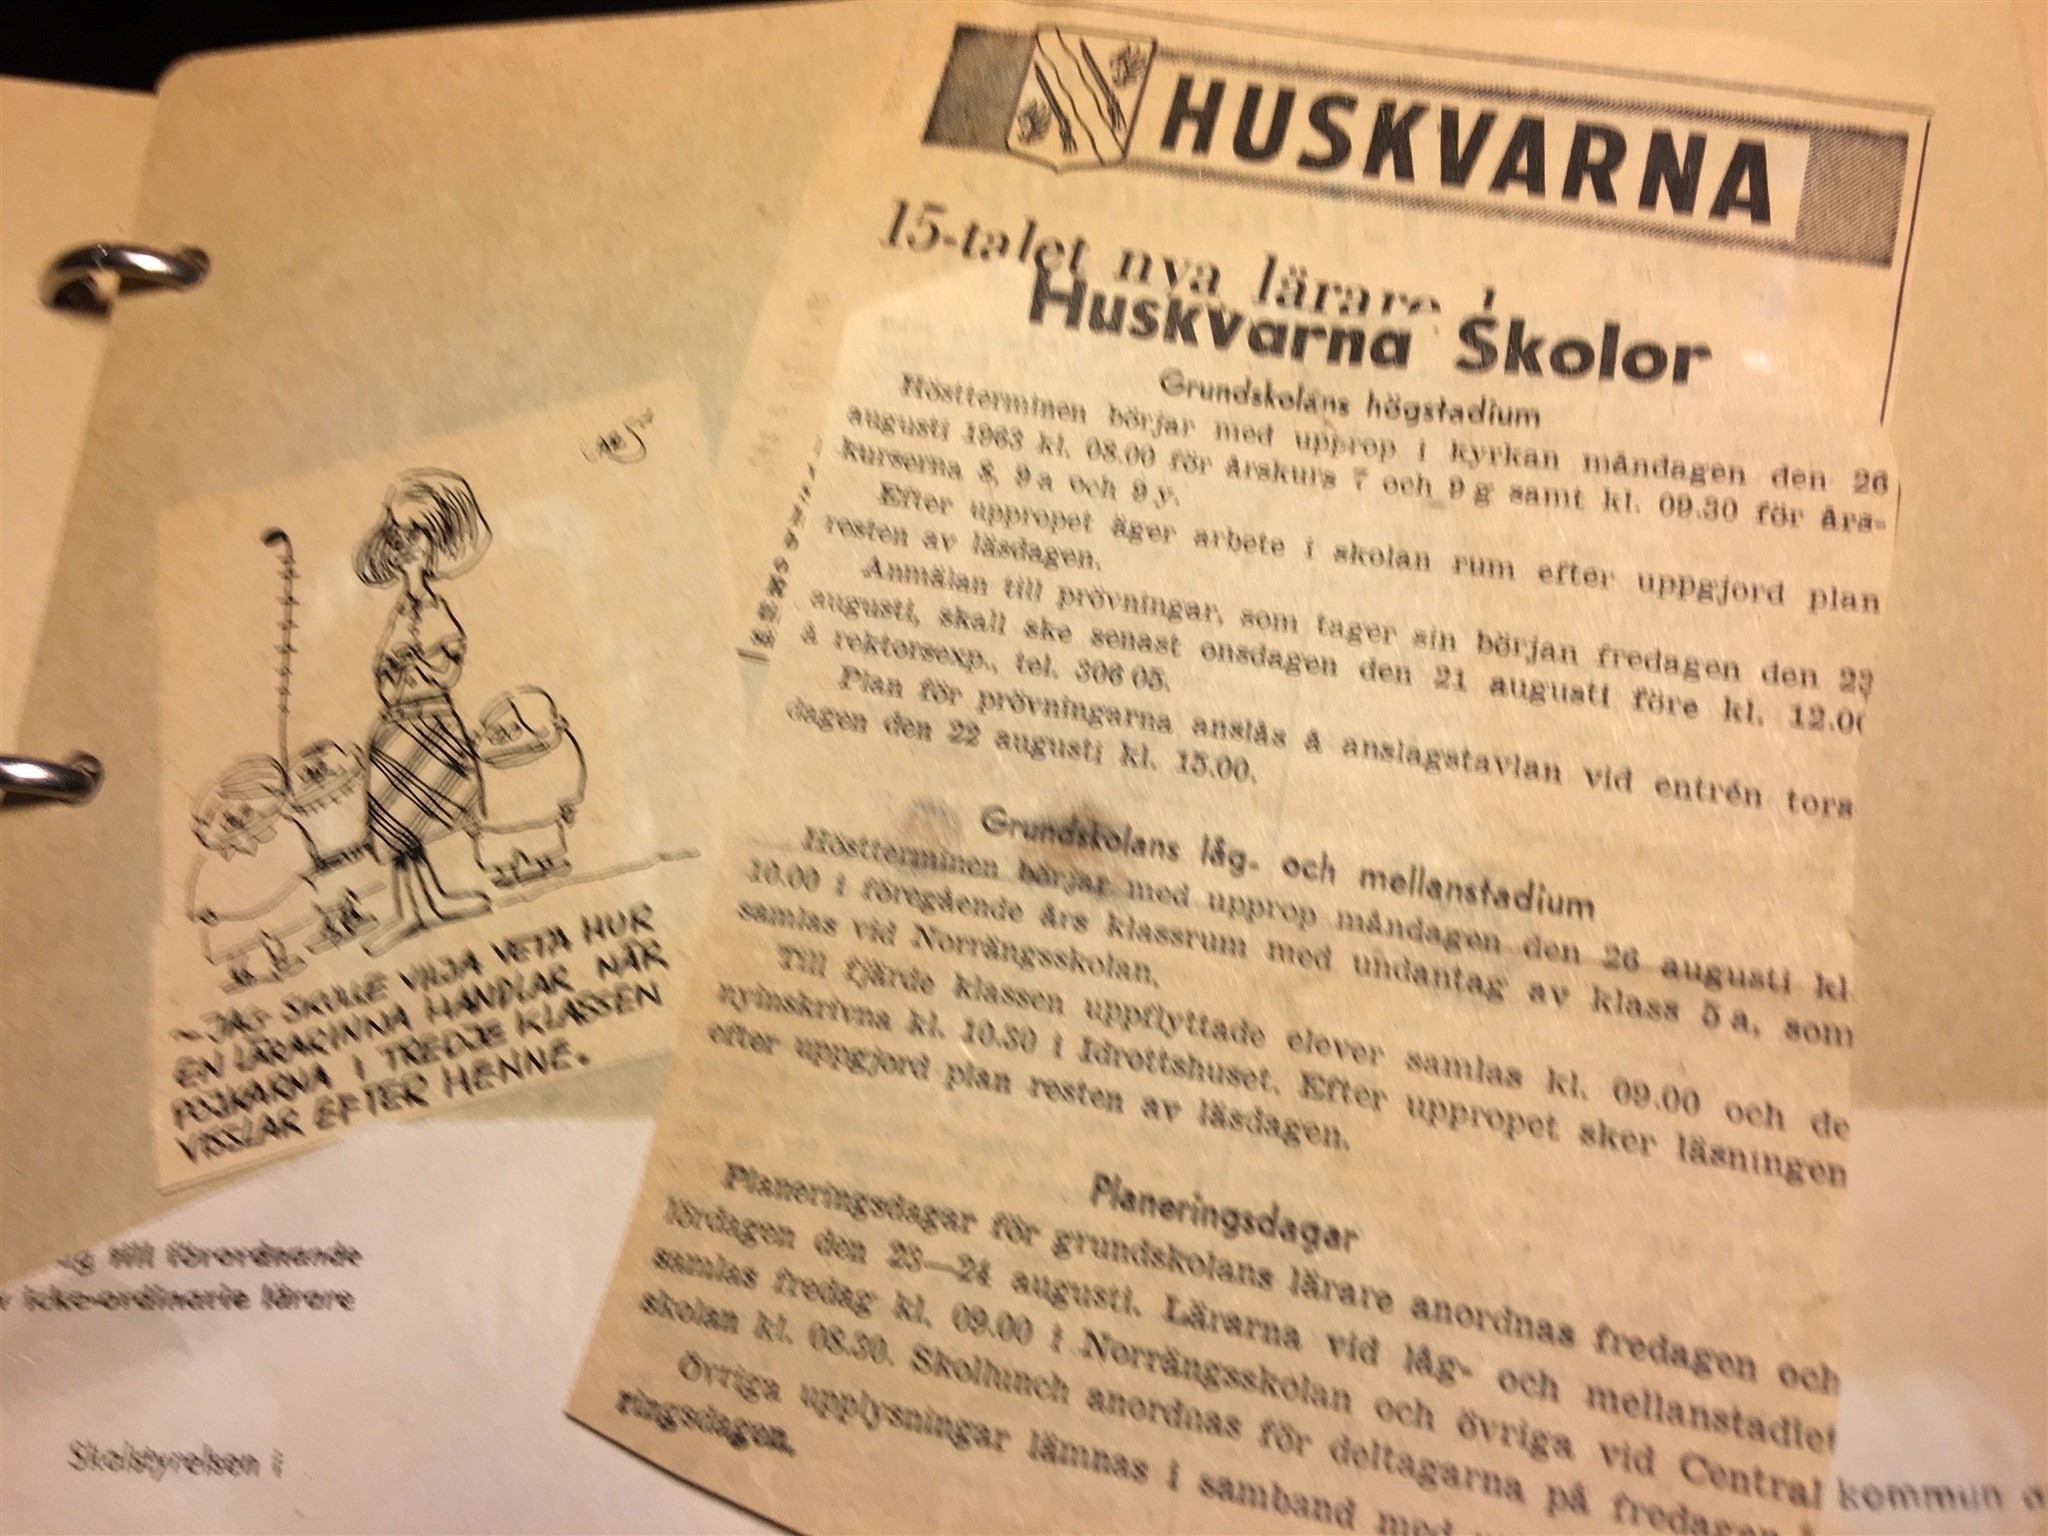 HUSKVARNA
15-talet nya lärare
Huskvarna Skolor
Grundskolans högstadium
Höstterminen börjar med upprop i kyrkan måndagen den 26
augusti 1963 kl. 08.00 för årskurs 7 och 9 g samt kl. 09.30 för års-
kurserna 8, 9 a och 9 y.
Efter uppropet äger arbete i skolan rum efter uppgjord plan
resten av läsdagen.
Anmälan till prövningar, som tager sin början fredagen den 23
augusti, skall ske senast onsdagen den 21 augusti före kl. 12.00
å rektorsexp., tel. 306 05.
Plan för prövningarna anslås å anslagstavlan vid entrén tors
dagen den 22 augusti kl. 15.00.
Grundskolans låg- och mellanstadium
Höstterminen börjar med upprop måndagen den 26 augusti kl
10.00 i föregående års klassrum med undantag av klass 5 a, som
samlas vid Norrängsskolan.
Till fjärde klassen uppflyttade elever samlas kl. 09.00 och de
nyinskrivna kl. 10.30 i Idrottshuset. Efter uppropet sker läsningen
efter uppgjord plan resten av läsdagen.
Planeringsdagar
Planeringsdagar för grundskolans lärare anordnas fredagen och
lördagen den 23—24 augusti. Lärarna vid låg- och mellanstadiet
samlas fredag kl. 09.00 i Norrängsskolan och övriga vid Central
skolan kl. 08.30. Skollunch anordnas för deltagarna på fredagen
Övriga upplysningar lämnas i samband med
ringsdagen.
— JAG SKULLE VILJA VETA HUR
EN LÄRARINNA HANDLAR NÄR
POJKARNA I TREDJE KLASSEN
VISSLAR EFTER HENNE.
till förordnande
icke-ordinarie lärare
Skolstyrelsen i
kommun